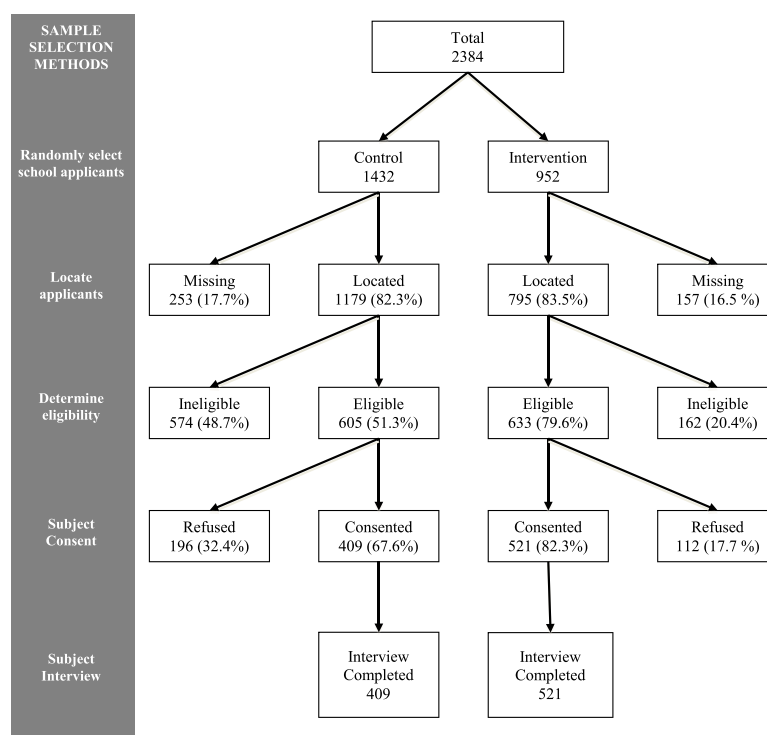 SAMPLE
SELECTION
METHODS
Total
2384
Randomly select
school applicants
Control
1432
Intervention
952
Locate
applicants
Missing
253 (17.7%)
Located
1179 (82.3%)
Located
795 (83.5%)
Missing
157 (16.5 %)
Determine
eligibility
Ineligible
574 (48.7%)
Eligible
605 (51.3%)
Eligible
633 (79.6%)
Ineligible
162 (20.4%)
Subject
Consent
Refused
196 (32.4%)
Consented
409 (67.6%)
Consented
521 (82.3%)
Refused
112 (17.7 %)
Subject
Interview
Interview
Completed
409
Interview
Completed
521